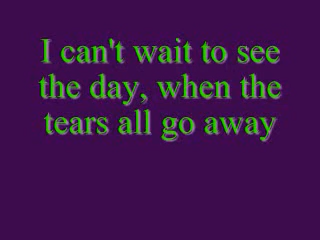 I can't wait to see
the day, when the
tears all go away